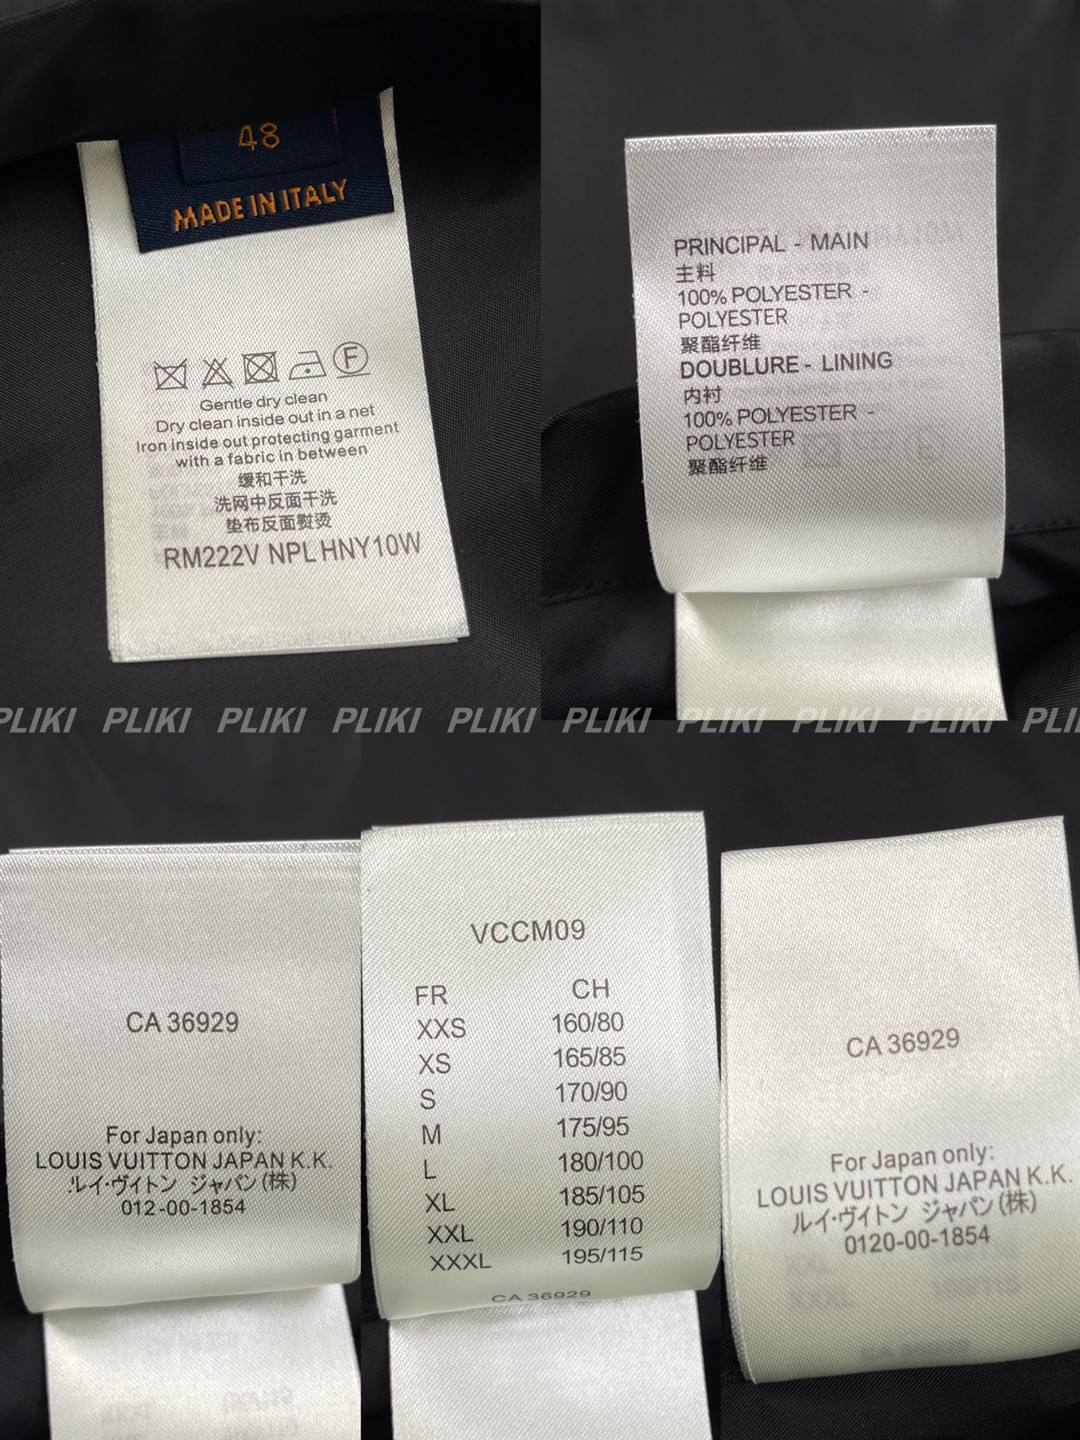 48
MADE IN ITALY
Gentle dry clean
Dry clean inside out in a net
Iron inside out protecting garment
with a fabric in between
缓和干洗
洗网中反面干洗
垫布反面熨烫
RM222V NPL HNY10W
PRINCIPAL - MAIN
主料
100% POLYESTER -
POLYESTER
聚酯纤维
DOUBLURE - LINING
内衬
100% POLYESTER -
POLYESTER
聚酯纤维
PLIKI PLIKI PLIKI PLIKI PLIKI PLIKI PLIKI PLIKI PLIKI PLI
CA 36929
For Japan only:
LOUIS VUITTON JAPAN K.K.
ルイ・ヴィトン ジャパン(株)
012-00-1854
VCCM09
FR CH
XXS 160/80
XS 165/85
S 170/90
M 175/95
L 180/100
XL 185/105
XXL 190/110
XXXL 195/115
CA 36929
CA 36929
For Japan only:
LOUIS VUITTON JAPAN K.K.
ルイ・ヴィトン ジャパン(株)
0120-00-1854